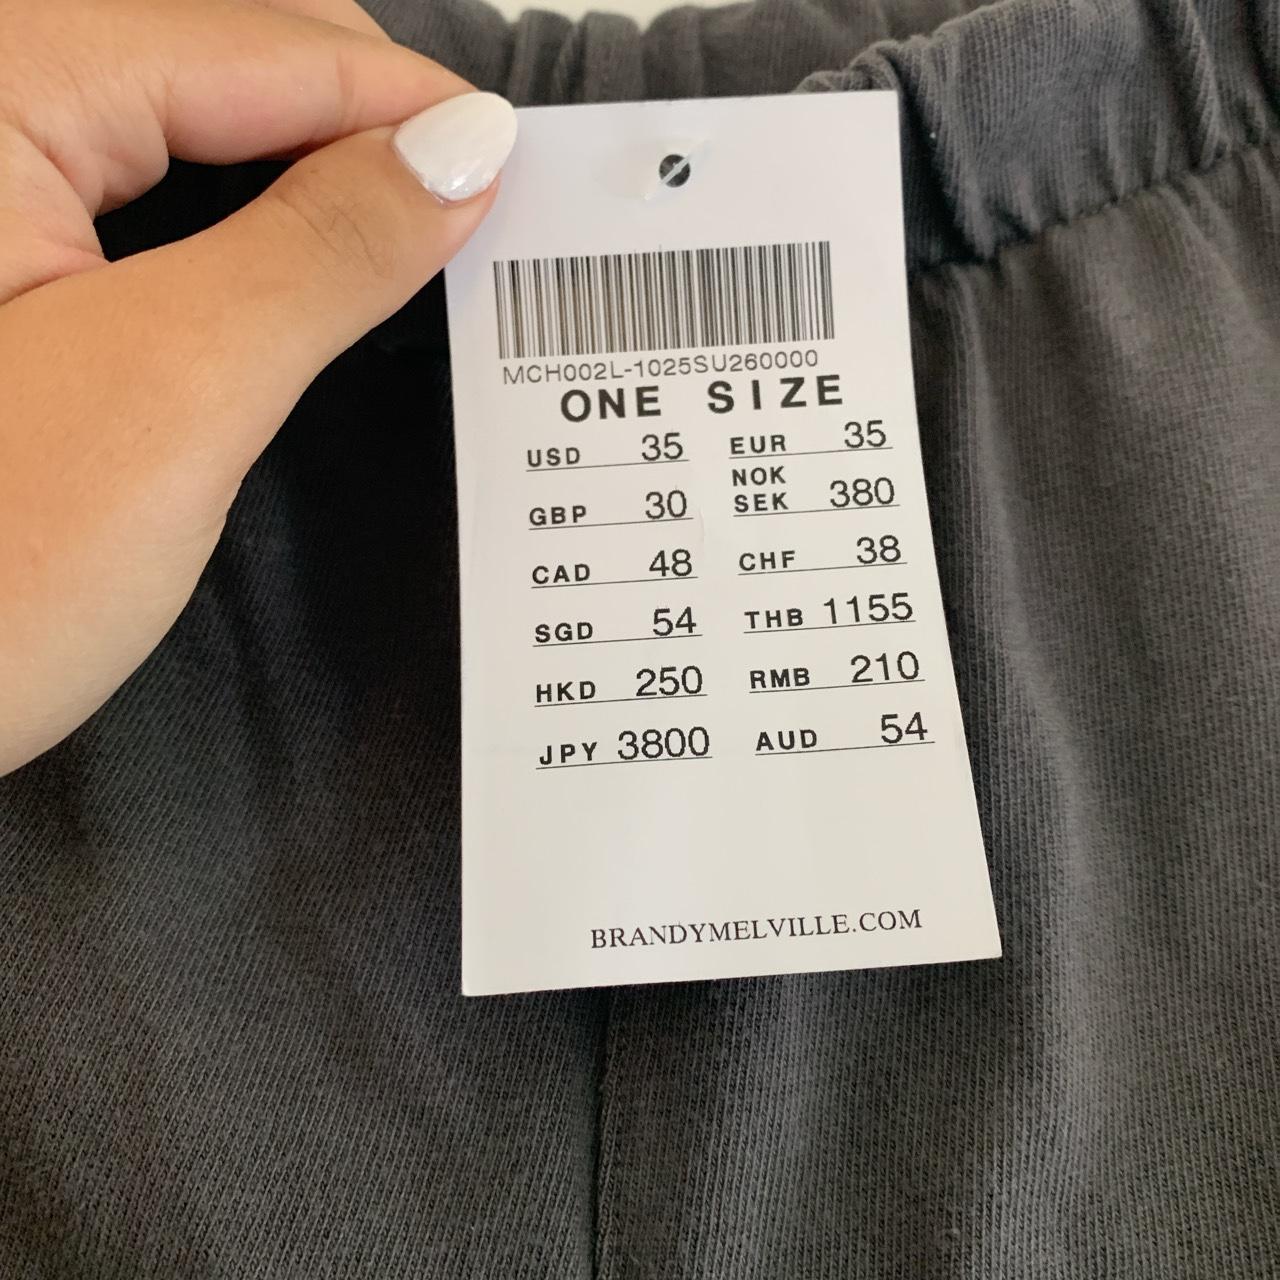 MCH002L-1025SU260000
ONE SIZE
USD 35 EUR 35
NOK
GBP 30 SEK 380
CAD 48 CHF 38
SGD 54 THB 1155
HKD 250 RMB 210
JPY 3800 AUD 54
BRANDYMELVILLE.COM